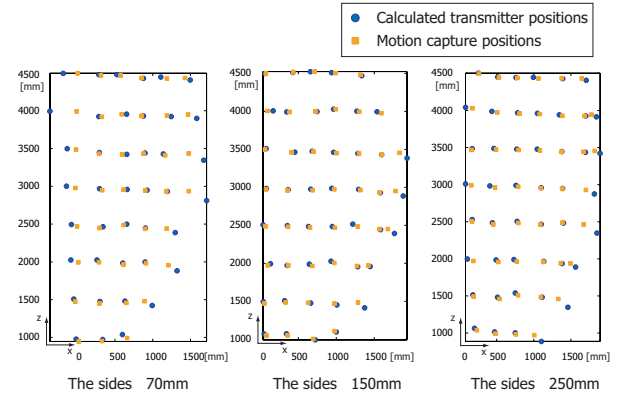 Calculated transmitter positions
Motion capture positions
4500
[mm]
4000
3500
3000
2500
2000
1500
1000
z
x
0 500 1000 1500 [mm]
The sides 70mm
4500
[mm]
4000
3500
3000
2500
2000
1500
1000
z
x
0 500 1000 1500 [mm]
The sides 150mm
4500
[mm]
4000
3500
3000
2500
2000
1500
1000
z
x
0 500 1000 1500 [mm]
The sides 250mm